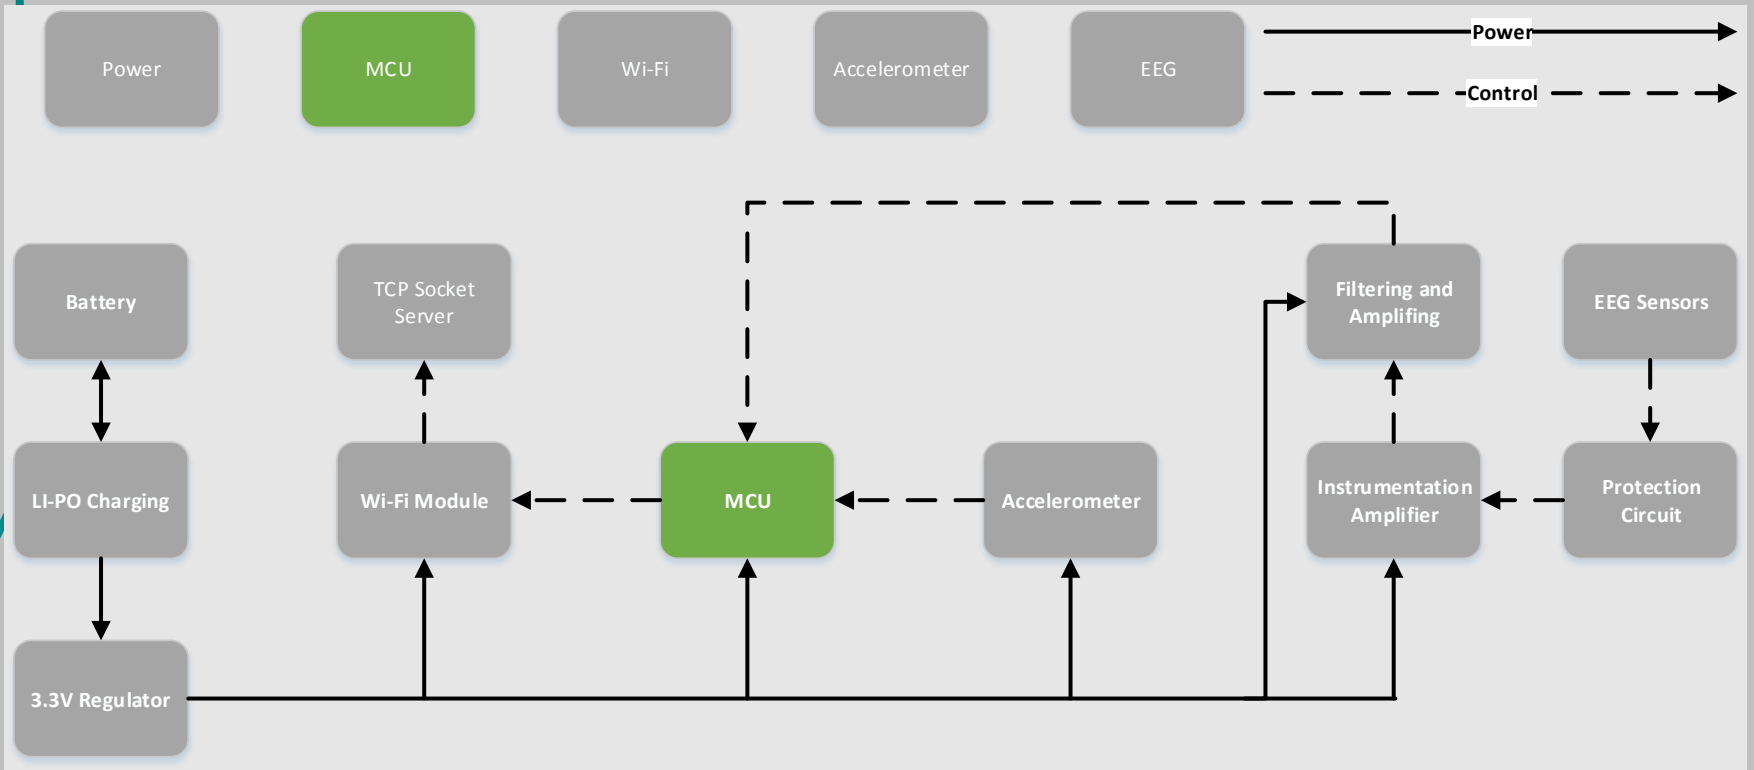 Power
MCU
Wi-Fi
Accelerometer
EEG
Power
Control
Battery
TCP Socket
Server
Filtering and
Amplifing
EEG Sensors
LI-PO Charging
Wi-Fi Module
MCU
Accelerometer
Instrumentation
Amplifier
Protection
Circuit
3.3V Regulator